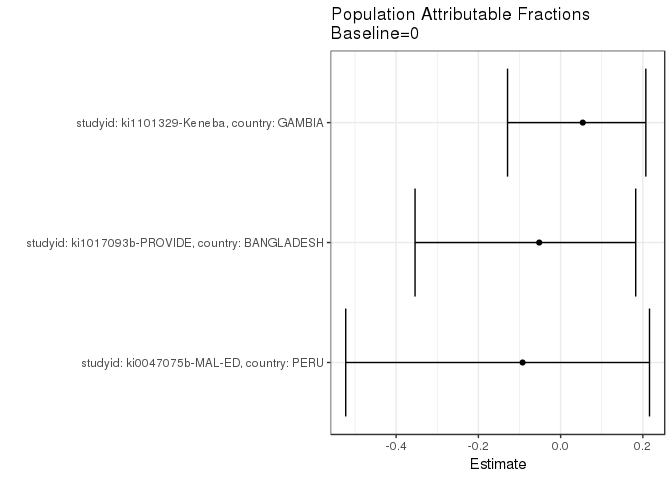 Population Attributable Fractions
Baseline=0
studyid: ki1101329-Keneba, country: GAMBIA
studyid: ki1017093b-PROVIDE, country: BANGLADESH
studyid: ki0047075b-MAL-ED, country: PERU
-0.4 -0.2 0.0 0.2
Estimate